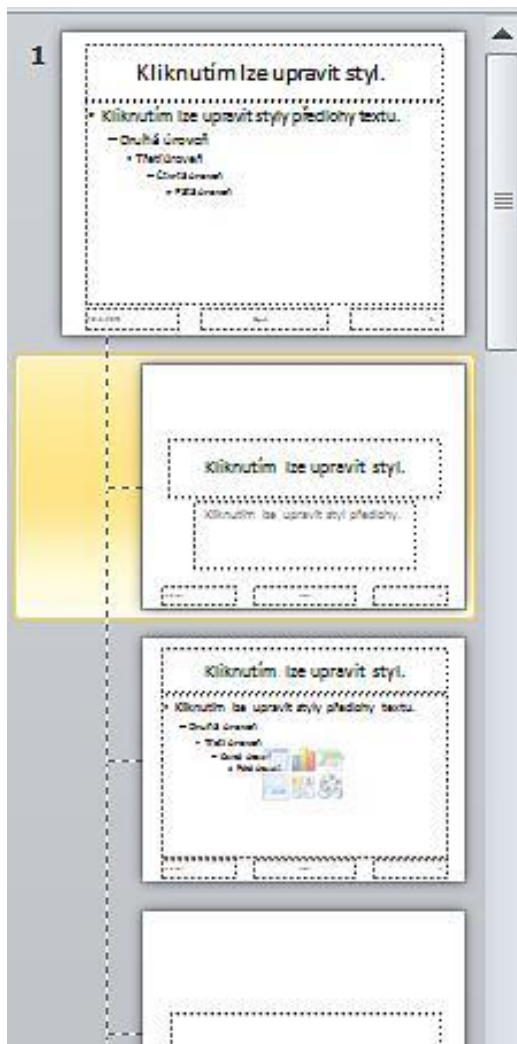 1
Kliknutím lze upravit styl.
• Kliknutím lze upravit styly předlohy textu.
– Druhá úroveň
• Třetí úroveň
– Čtvrtá úroveň
• Pátá úroveň
Kliknutím lze upravit styl.
Kliknutím lze upravit styl předlohy.
Kliknutím lze upravit styl.
• Kliknutím lze upravit styly předlohy textu.
– Druhá úroveň
• Třetí úroveň